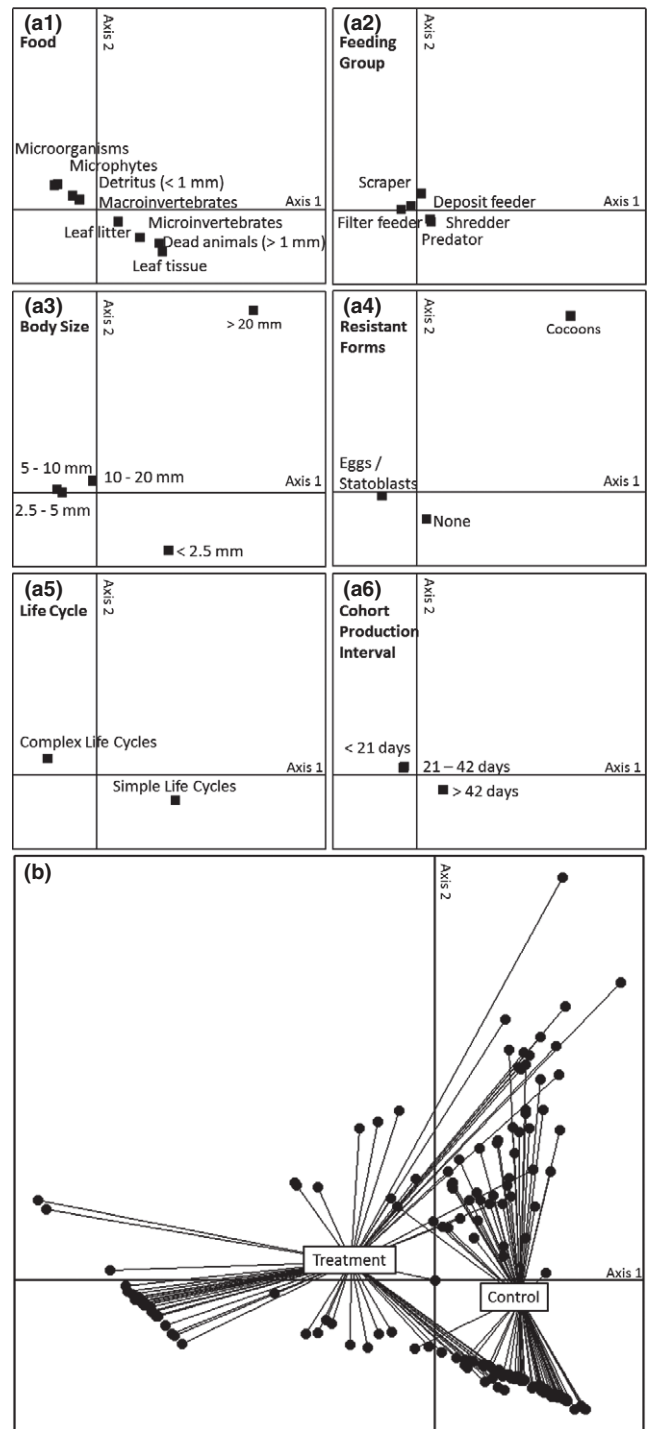 (a1)
Food
Axis 2
Microorganisms
Microphytes
Detritus (< 1 mm)
Macroinvertebrates
Axis 1
Leaf litter
Microinvertebrates
Dead animals (> 1 mm)
Leaf tissue
(a2)
Feeding
Group
Axis 2
Scraper
Deposit feeder
Axis 1
Filter feeder
Shredder
Predator
(a3)
Body Size
Axis 2
> 20 mm
5 - 10 mm
10 - 20 mm
Axis 1
2.5 - 5 mm
< 2.5 mm
(a4)
Resistant
Forms
Axis 2
Cocoons
Eggs /
Statoblasts
Axis 1
None
(a5)
Life Cycle
Axis 2
Complex Life Cycles
Axis 1
Simple Life Cycles
(a6)
Cohort
Production
Interval
Axis 2
< 21 days
21 – 42 days
Axis 1
> 42 days
(b)
Axis 2
Treatment
Axis 1
Control